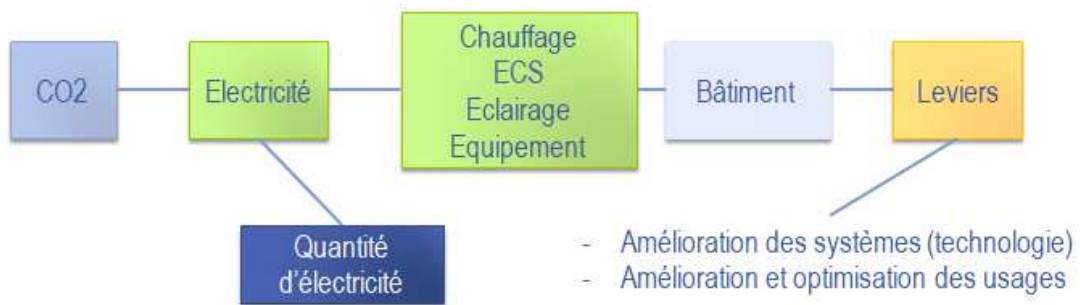 CO2
Electricité
Chauffage
ECS
Eclairage
Equipement
Bâtiment
Leviers
Quantité
d'électricité
- Amélioration des systèmes (technologie)
- Amélioration et optimisation des usages